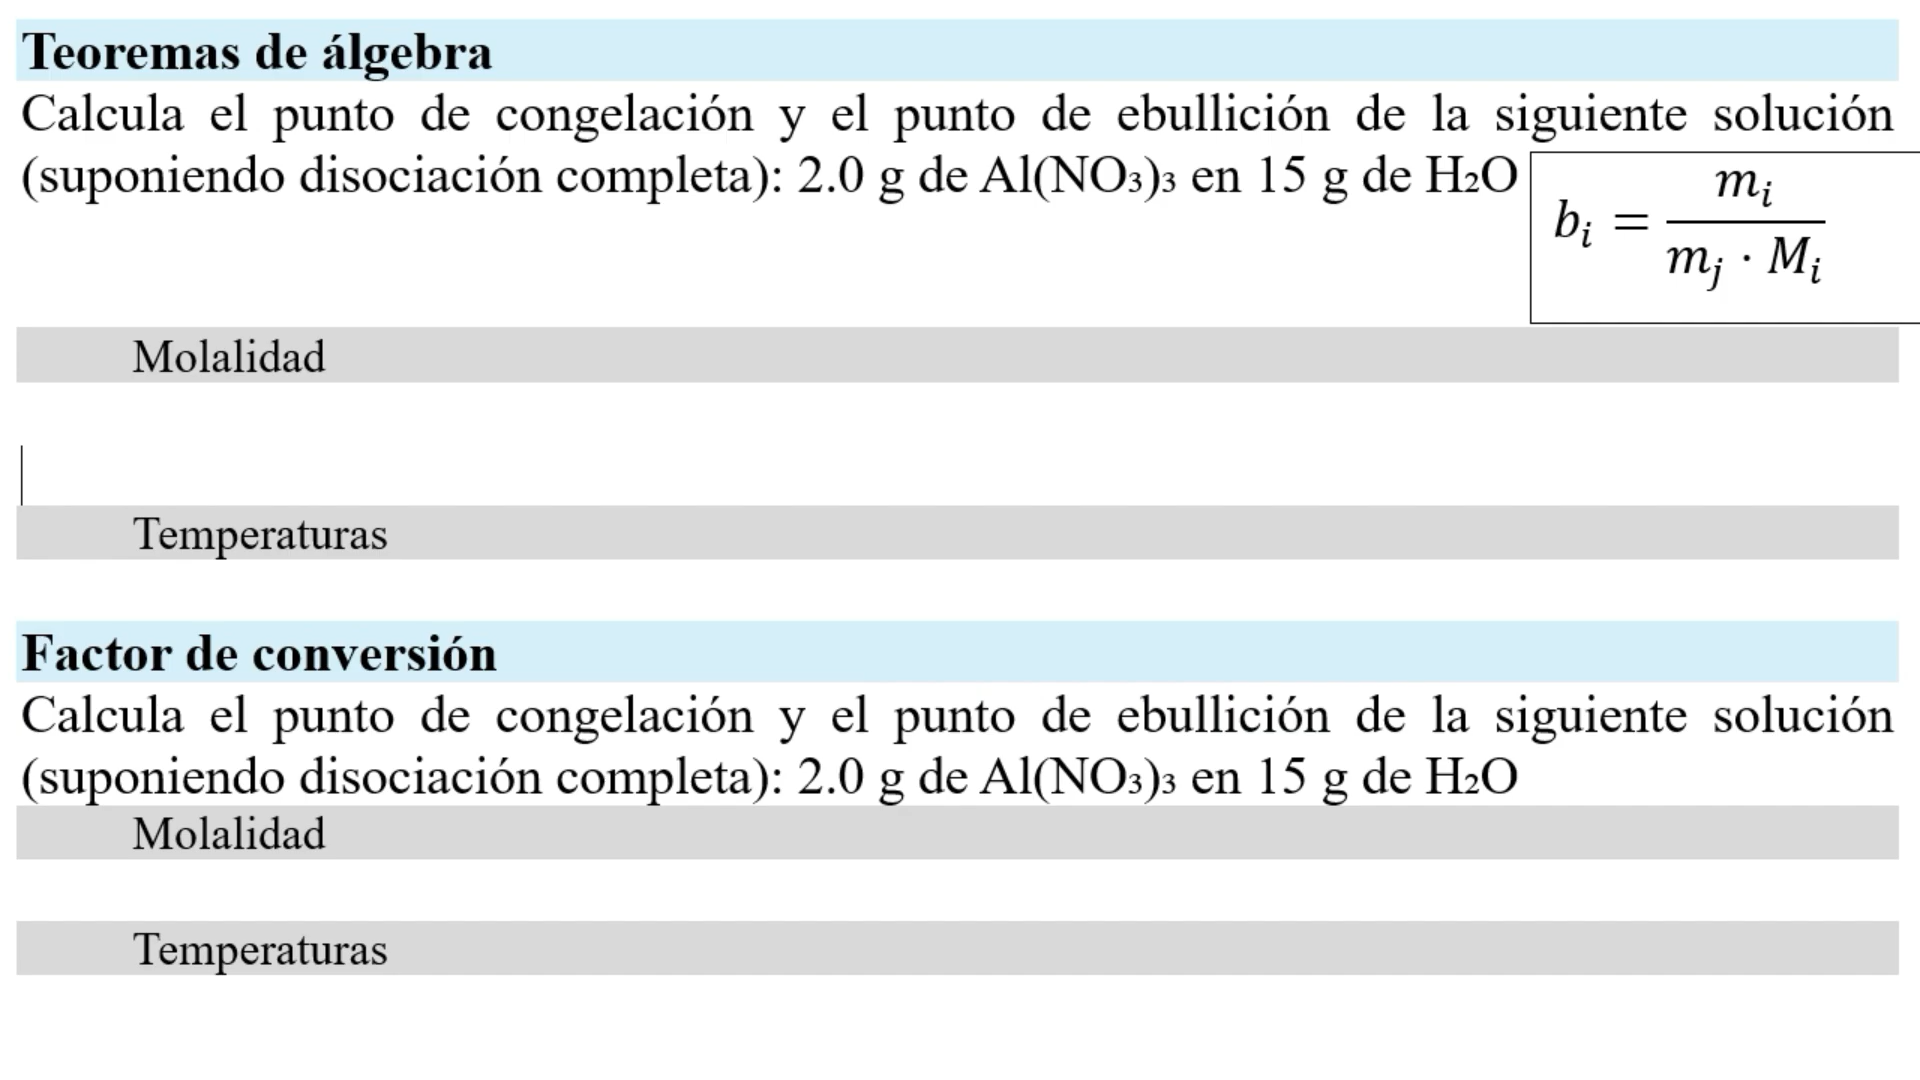 Teoremas de álgebra
Calcula el punto de congelación y el punto de ebullición de la siguiente solución
(suponiendo disociación completa): 2.0 g de Al(NO₃)₃ en 15 g de H₂O
bᵢ = mᵢ / (mⱼ · Mᵢ)
Molalidad
Temperaturas
Factor de conversión
Calcula el punto de congelación y el punto de ebullición de la siguiente solución
(suponiendo disociación completa): 2.0 g de Al(NO₃)₃ en 15 g de H₂O
Molalidad
Temperaturas